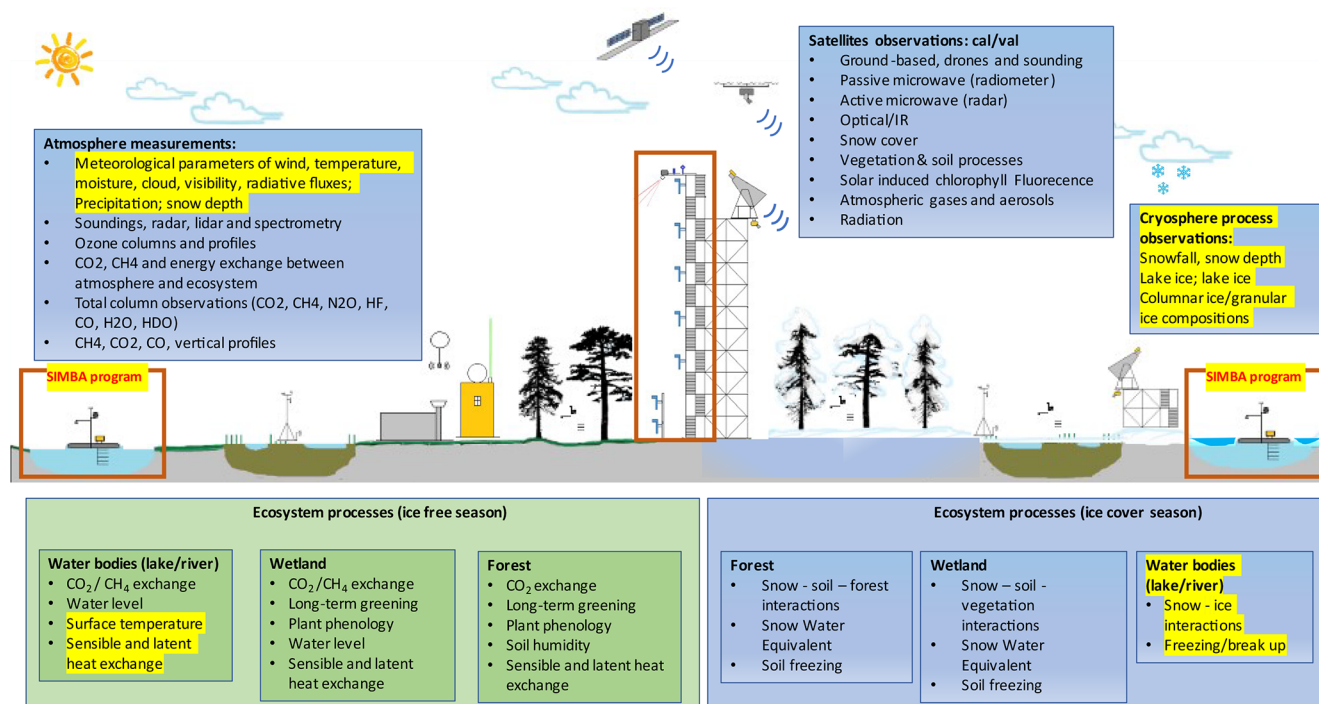 Satellites observations: cal/val
• Ground-based, drones and sounding
• Passive microwave (radiometer)
• Active microwave (radar)
• Optical/IR
• Snow cover
• Vegetation & soil processes
• Solar induced chlorophyll Fluorecence
• Atmospheric gases and aerosols
• Radiation
Atmosphere measurements:
• Meteorological parameters of wind, temperature,
moisture, cloud, visibility, radiative fluxes;
Precipitation; snow depth
• Soundings, radar, lidar and spectrometry
• Ozone columns and profiles
• CO2, CH4 and energy exchange between
atmosphere and ecosystem
• Total column observations (CO2, CH4, N2O, HF,
CO, H2O, HDO)
• CH4, CO2, CO, vertical profiles
Cryosphere process
observations:
Snowfall, snow depth
Lake ice; lake ice
Columnar ice/granular
ice compositions
SIMBA program
SIMBA program
Ecosystem processes (ice free season)
Water bodies (lake/river)
• CO₂ / CH₄ exchange
• Water level
• Surface temperature
• Sensible and latent
heat exchange
Wetland
• CO₂ /CH₄ exchange
• Long-term greening
• Plant phenology
• Water level
• Sensible and latent
heat exchange
Forest
• CO₂ exchange
• Long-term greening
• Plant phenology
• Soil humidity
• Sensible and latent heat
exchange
Ecosystem processes (ice cover season)
Forest
• Snow - soil – forest
interactions
• Snow Water
Equivalent
• Soil freezing
Wetland
• Snow – soil -
vegetation
interactions
• Snow Water
Equivalent
• Soil freezing
Water bodies
(lake/river)
• Snow - ice
interactions
• Freezing/break up